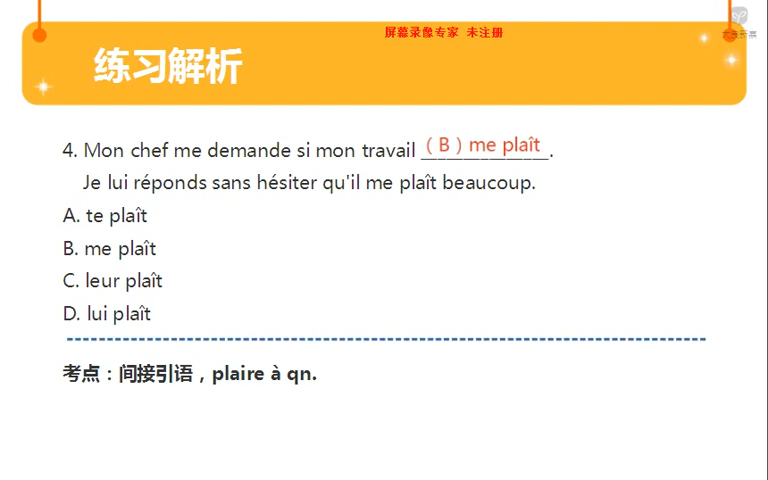 屏幕录像专家 未注册
练习解析
4. Mon chef me demande si mon travail (B)me plaît.
Je lui réponds sans hésiter qu'il me plaît beaucoup.
A. te plaît
B. me plaît
C. leur plaît
D. lui plaît
考点：间接引语，plaire à qn.